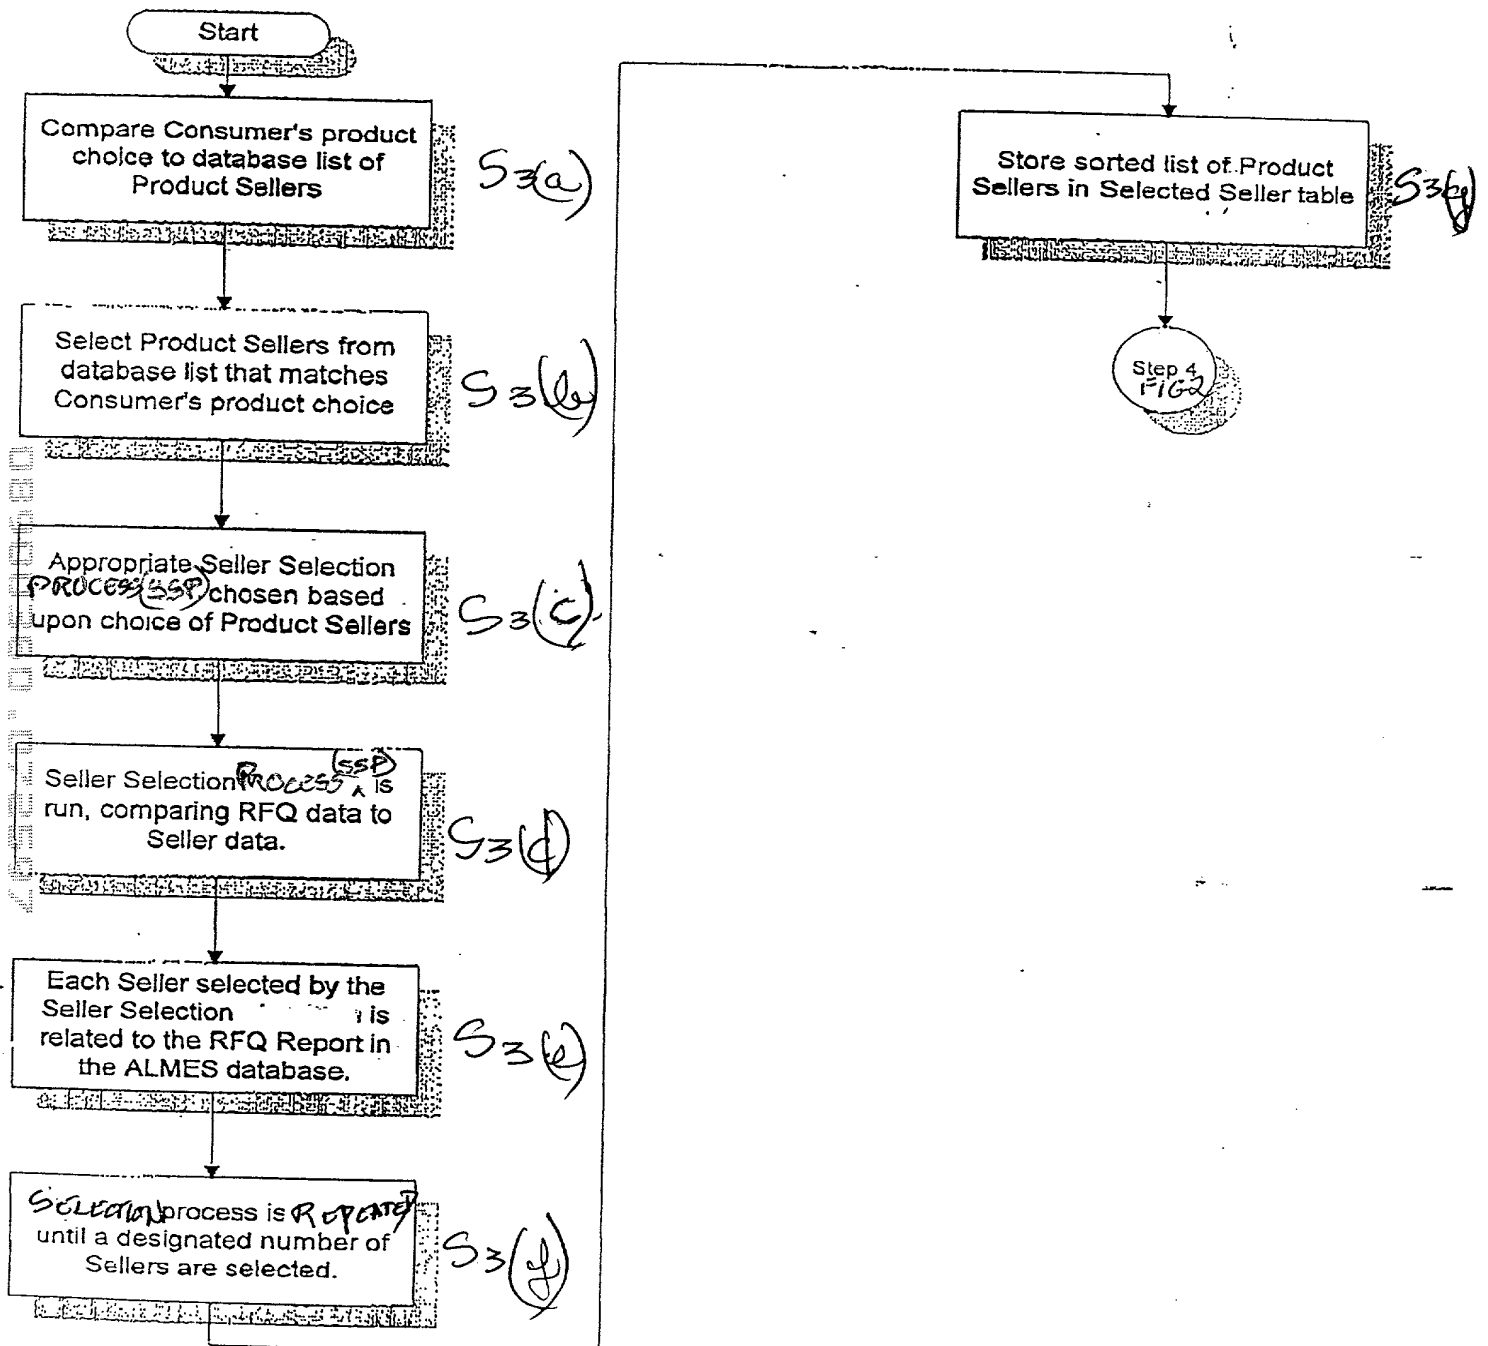 Start
Compare Consumer's product
choice to database list of
Product Sellers
S3(a)
Select Product Sellers from
database list that matches
Consumer's product choice
S3(b)
Appropriate Seller Selection
PROCESS (SSP) chosen based
upon choice of Product Sellers
S3(c)
(SSP)
Seller Selection PROCESS ^ is
run, comparing RFQ data to
Seller data.
S3(d)
Each Seller selected by the
Seller Selection is
related to the RFQ Report in
the ALMES database.
S3(e)
SELECTION process is REPEATED
until a designated number of
Sellers are selected.
S3(f)
Store sorted list of Product
Sellers in Selected Seller table
S3(g)
Step 4
FIG2